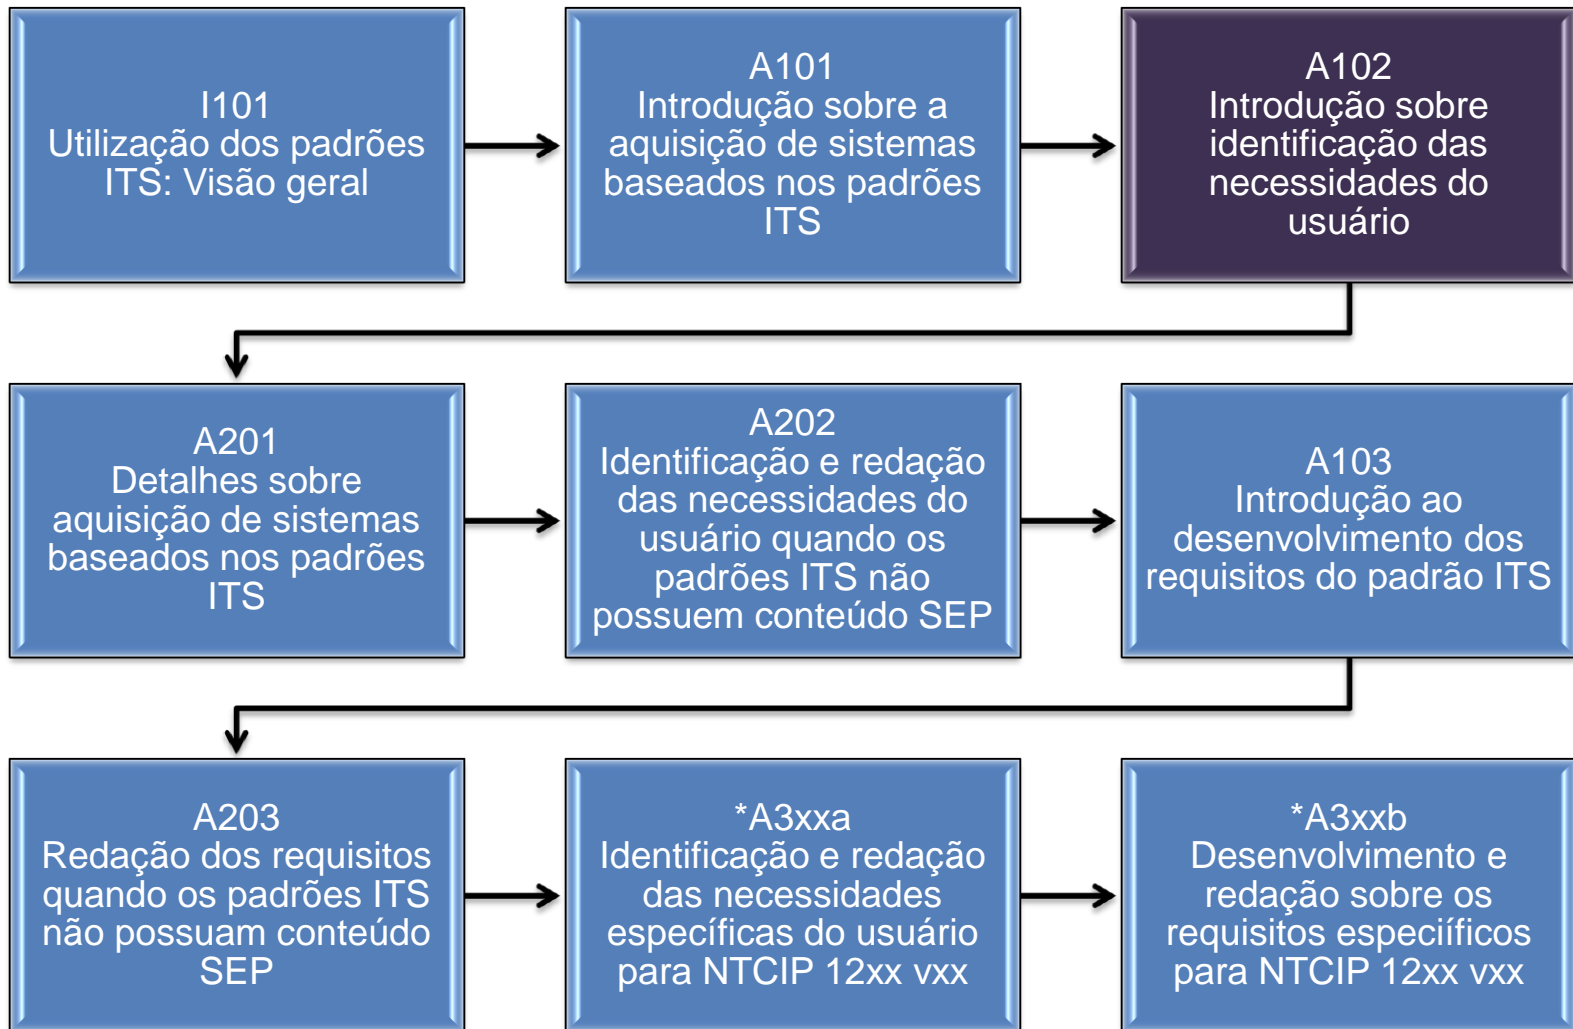 I101
Utilização dos padrões
ITS: Visão geral
A101
Introdução sobre a
aquisição de sistemas
baseados nos padrões
ITS
A102
Introdução sobre
identificação das
necessidades do
usuário
A201
Detalhes sobre
aquisição de sistemas
baseados nos padrões
ITS
A202
Identificação e redação
das necessidades do
usuário quando os
padrões ITS não
possuem conteúdo SEP
A103
Introdução ao
desenvolvimento dos
requisitos do padrão ITS
A203
Redação dos requisitos
quando os padrões ITS
não possuam conteúdo
SEP
*A3xxa
Identificação e redação
das necessidades
específicas do usuário
para NTCIP 12xx vxx
*A3xxb
Desenvolvimento e
redação sobre os
requisitos especiíficos
para NTCIP 12xx vxx